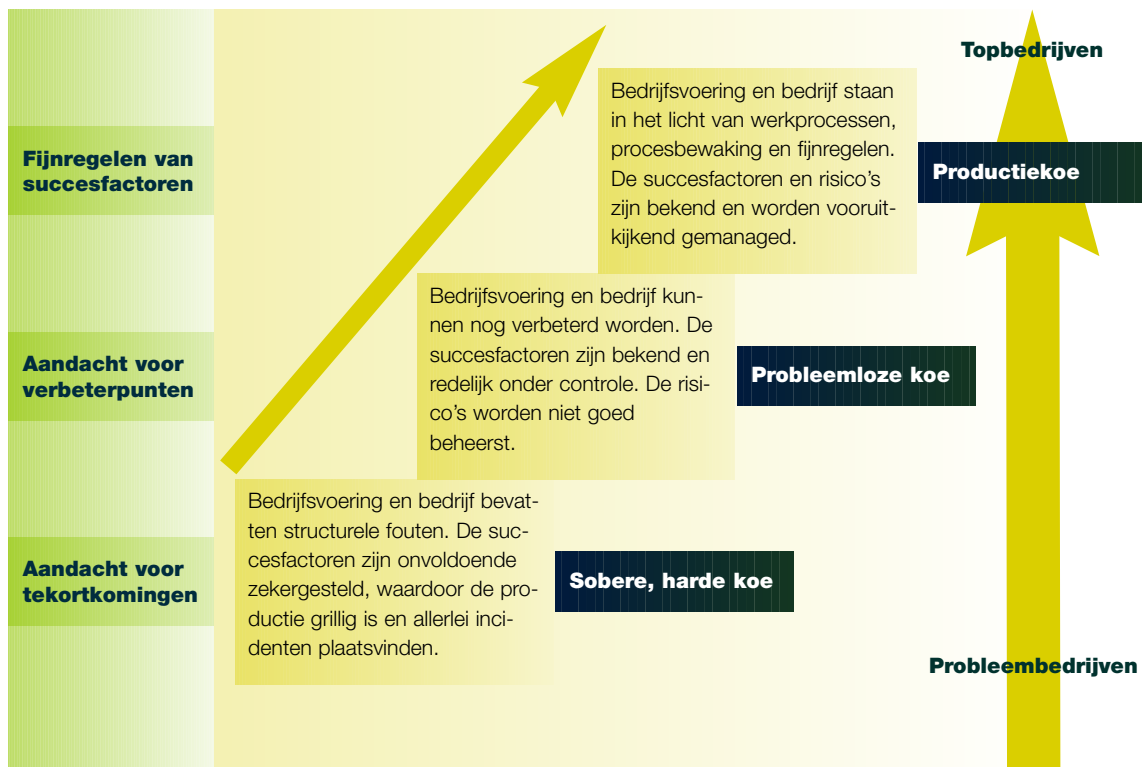 Topbedrijven
Fijnregelen van
succesfactoren
Bedrijfsvoering en bedrijf staan
in het licht van werkprocessen,
procesbewaking en fijnregelen.
De succesfactoren en risico's
zijn bekend en worden vooruit-
kijkend gemanaged.
Productiekoe
Aandacht voor
verbeterpunten
Bedrijfsvoering en bedrijf kun-
nen nog verbeterd worden. De
succesfactoren zijn bekend en
redelijk onder controle. De risi-
co's worden niet goed
beheerst.
Probleemloze koe
Aandacht voor
tekortkomingen
Bedrijfsvoering en bedrijf bevat-
ten structurele fouten. De suc-
cesfactoren zijn onvoldoende
zekergesteld, waardoor de pro-
ductie grillig is en allerlei inci-
denten plaatsvinden.
Sobere, harde koe
Probleembedrijven